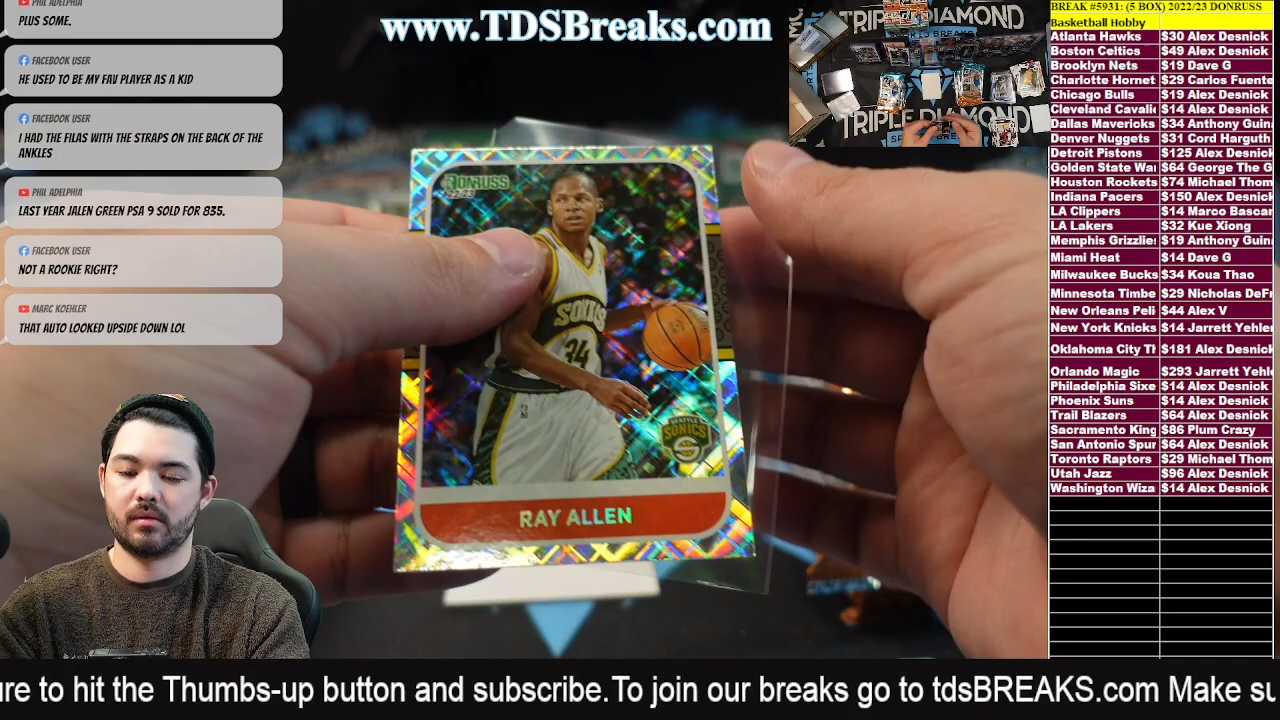 PHIL ADELPHIA
PLUS SOME.
FACEBOOK USER
HE USED TO BE MY FAV PLAYER AS A KID
FACEBOOK USER
I HAD THE FILAS WITH THE STRAPS ON THE BACK OF THE
ANKLES
PHIL ADELPHIA
LAST YEAR JALEN GREEN PSA 9 SOLD FOR 835.
FACEBOOK USER
NOT A ROOKIE RIGHT?
MARC KOEHLER
THAT AUTO LOOKED UPSIDE DOWN LOL
www.TDSBreaks.com
TRIPLE DIAMOND
TRIPLE DIAMOND
DONRUSS
SONICS
34
SEATTLE
SONICS
RAY ALLEN
BREAK #5931: (5 BOX) 2022/23 DONRUSS
Basketball Hobby
Atlanta Hawks $30 Alex Desnick
Boston Celtics $49 Alex Desnick
Brooklyn Nets $19 Dave G
Charlotte Hornet $29 Carlos Fuente
Chicago Bulls $19 Alex Desnick
Cleveland Cavali $14 Alex Desnick
Dallas Mavericks $34 Anthony Guin
Denver Nuggets $31 Cord Harguth
Detroit Pistons $125 Alex Desnick
Golden State Wa $64 George The G
Houston Rockets $74 Michael Thom
Indiana Pacers $150 Alex Desnick
LA Clippers $14 Marco Bascar
LA Lakers $32 Kue Xiong
Memphis Grizzlie $19 Anthony Guin
Miami Heat $14 Dave G
Milwaukee Bucks $34 Koua Thao
Minnesota Timbe $29 Nicholas DeFr
New Orleans Peli $44 Alex V
New York Knicks $14 Jarrett Yehle
Oklahoma City Th $181 Alex Desnick
Orlando Magic $293 Jarrett Yehl
Philadelphia Sixe $14 Alex Desnick
Phoenix Suns $14 Alex Desnick
Trail Blazers $64 Alex Desnick
Sacramento King $86 Plum Crazy
San Antonio Spur $64 Alex Desnick
Toronto Raptors $29 Michael Thom
Utah Jazz $96 Alex Desnick
Washington Wiza $14 Alex Desnick
ure to hit the Thumbs-up button and subscribe.To join our breaks go to tdsBREAKS.com Make su